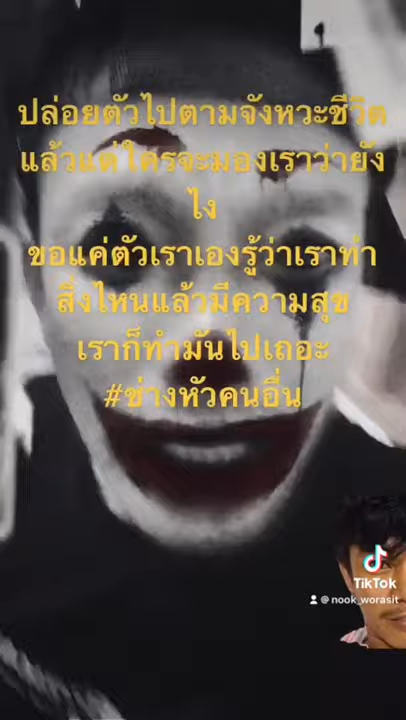 ปล่อยตัวไปตามจังหวะชีวิต
แล้วแต่ใครจะมองเราว่ายัง
ไง
ขอแค่ตัวเราเองรู้ว่าเราทำ
สิ่งไหนแล้วมีความสุข
เราก็ทำมันไปเถอะ
#ช่างหัวคนอื่น
TikTok
@ nook_worasit